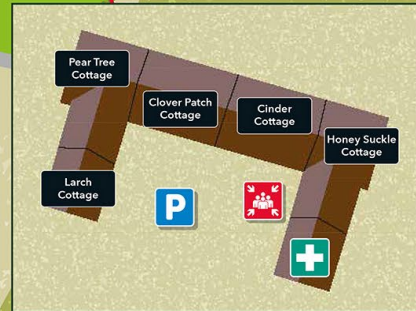 Pear Tree
Cottage
Clover Patch
Cottage
Cinder
Cottage
Honey Suckle
Cottage
Larch
Cottage
P